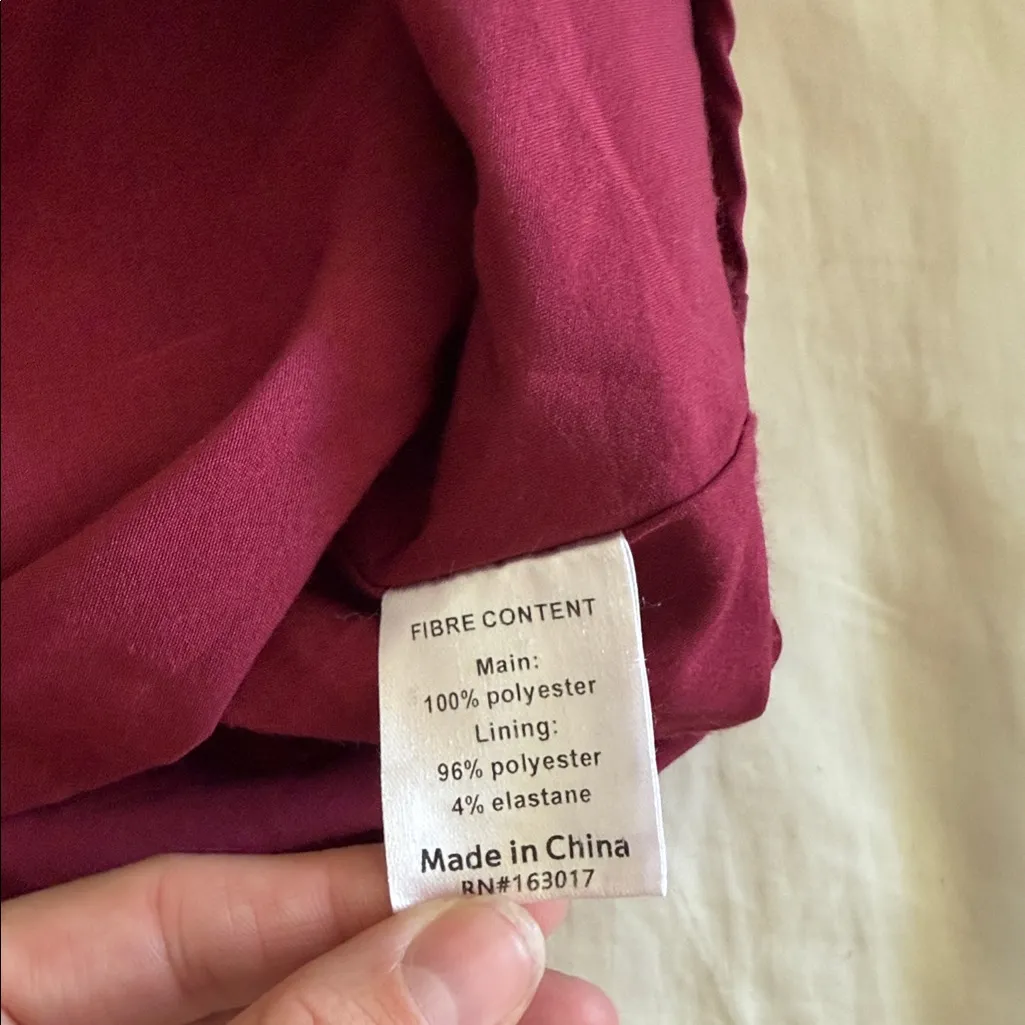 FIBRE CONTENT
Main:
100% polyester
Lining:
96% polyester
4% elastane
Made in China
RN#163017